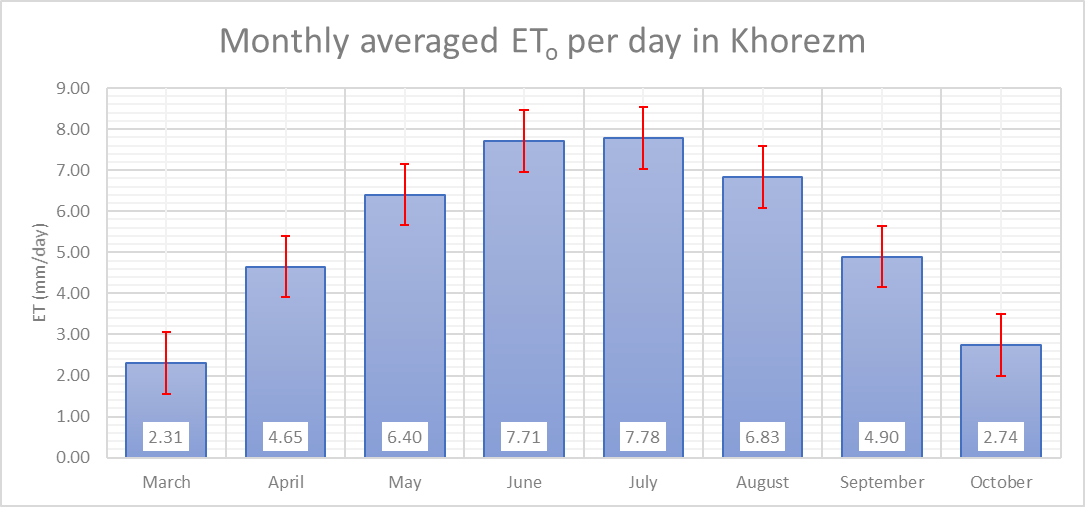 Monthly averaged ETo per day in Khorezm
9.00
8.00
7.00
6.00
5.00
4.00
3.00
2.00
1.00
0.00
ET (mm/day)
2.31 4.65 6.40 7.71 7.78 6.83 4.90 2.74
March April May June July August September October